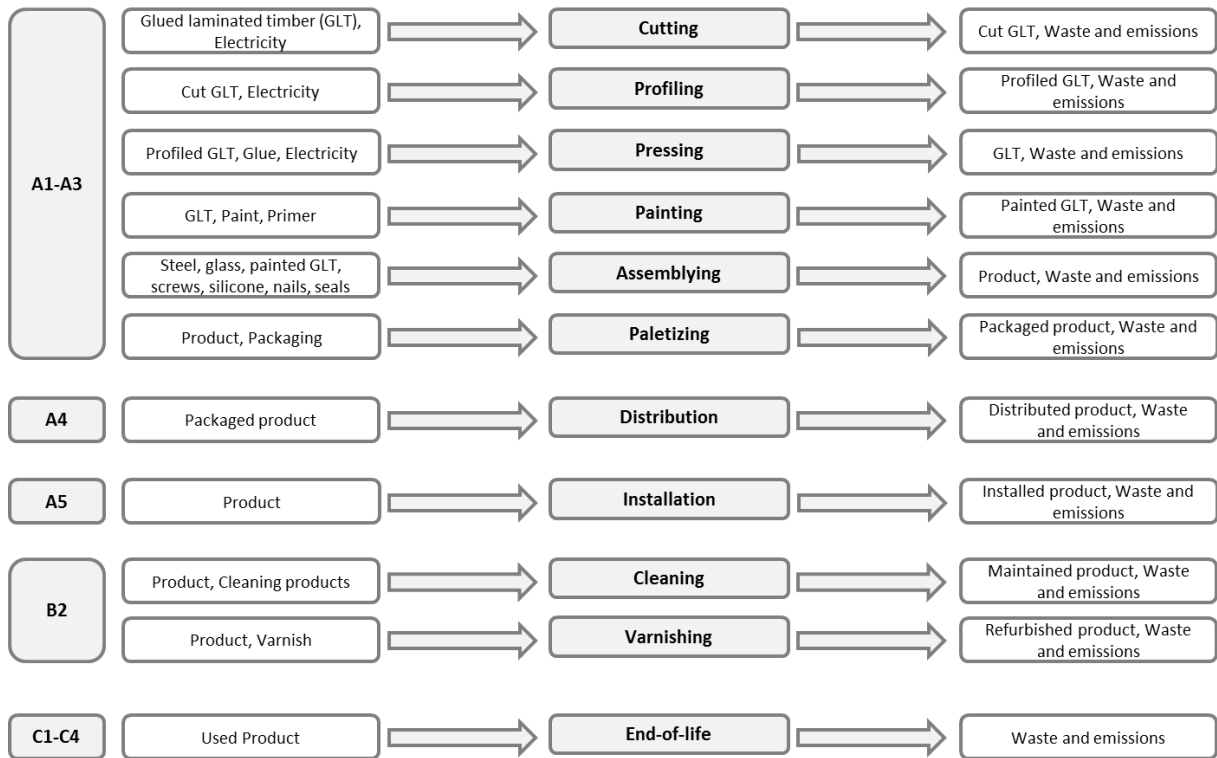 Glued laminated timber (GLT),
Electricity
Cutting
Cut GLT, Waste and emissions
Cut GLT, Electricity
Profiling
Profiled GLT, Waste and
emissions
A1-A3
Profiled GLT, Glue, Electricity
Pressing
GLT, Waste and emissions
GLT, Paint, Primer
Painting
Painted GLT, Waste and
emissions
Steel, glass, painted GLT,
screws, silicone, nails, seals
Assemblying
Product, Waste and emissions
Product, Packaging
Paletizing
Packaged product, Waste and
emissions
A4
Packaged product
Distribution
Distributed product, Waste
and emissions
A5
Product
Installation
Installed product, Waste and
emissions
B2
Product, Cleaning products
Cleaning
Maintained product, Waste
and emissions
Product, Varnish
Varnishing
Refurbished product, Waste
and emissions
C1-C4
Used Product
End-of-life
Waste and emissions